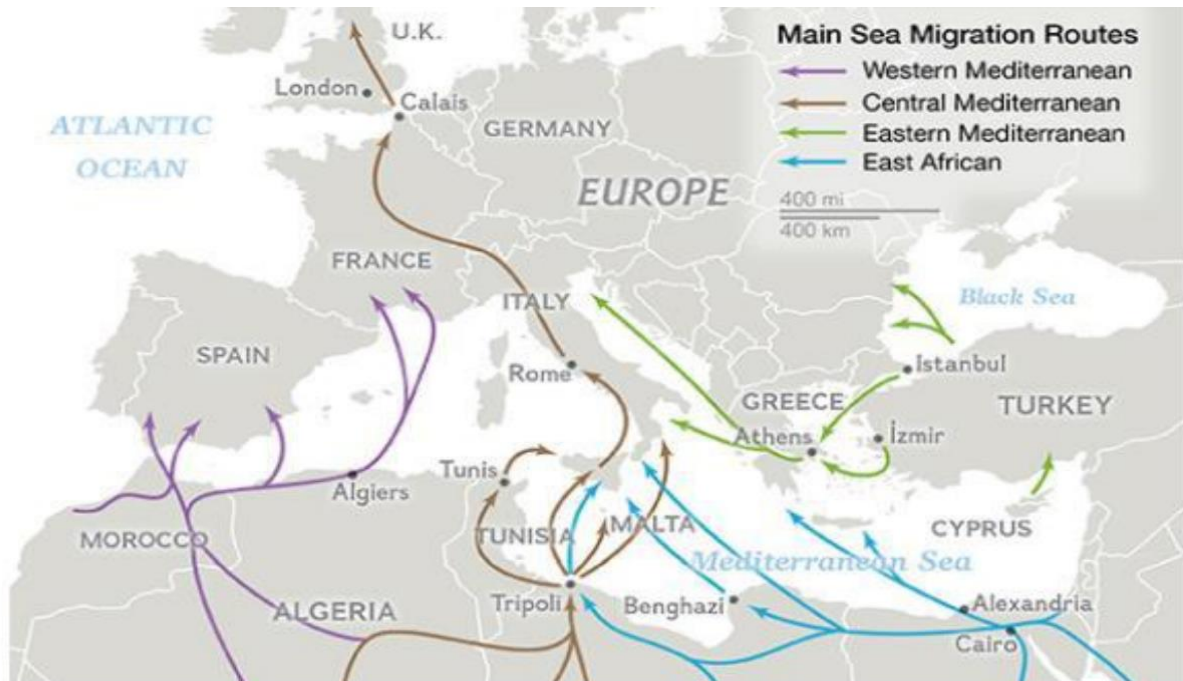 U.K.
Main Sea Migration Routes
Western Mediterranean
London
Calais
Central Mediterranean
ATLANTIC
OCEAN
GERMANY
Eastern Mediterranean
East African
EUROPE
400 mi
400 km
FRANCE
ITALY
Black Sea
SPAIN
Rome
Istanbul
GREECE
TURKEY
Athens
İzmir
Tunis
Algiers
MOROCCO
TUNISIA
MALTA
CYPRUS
Mediterranean Sea
ALGERIA
Tripoli
Benghazi
Alexandria
Cairo